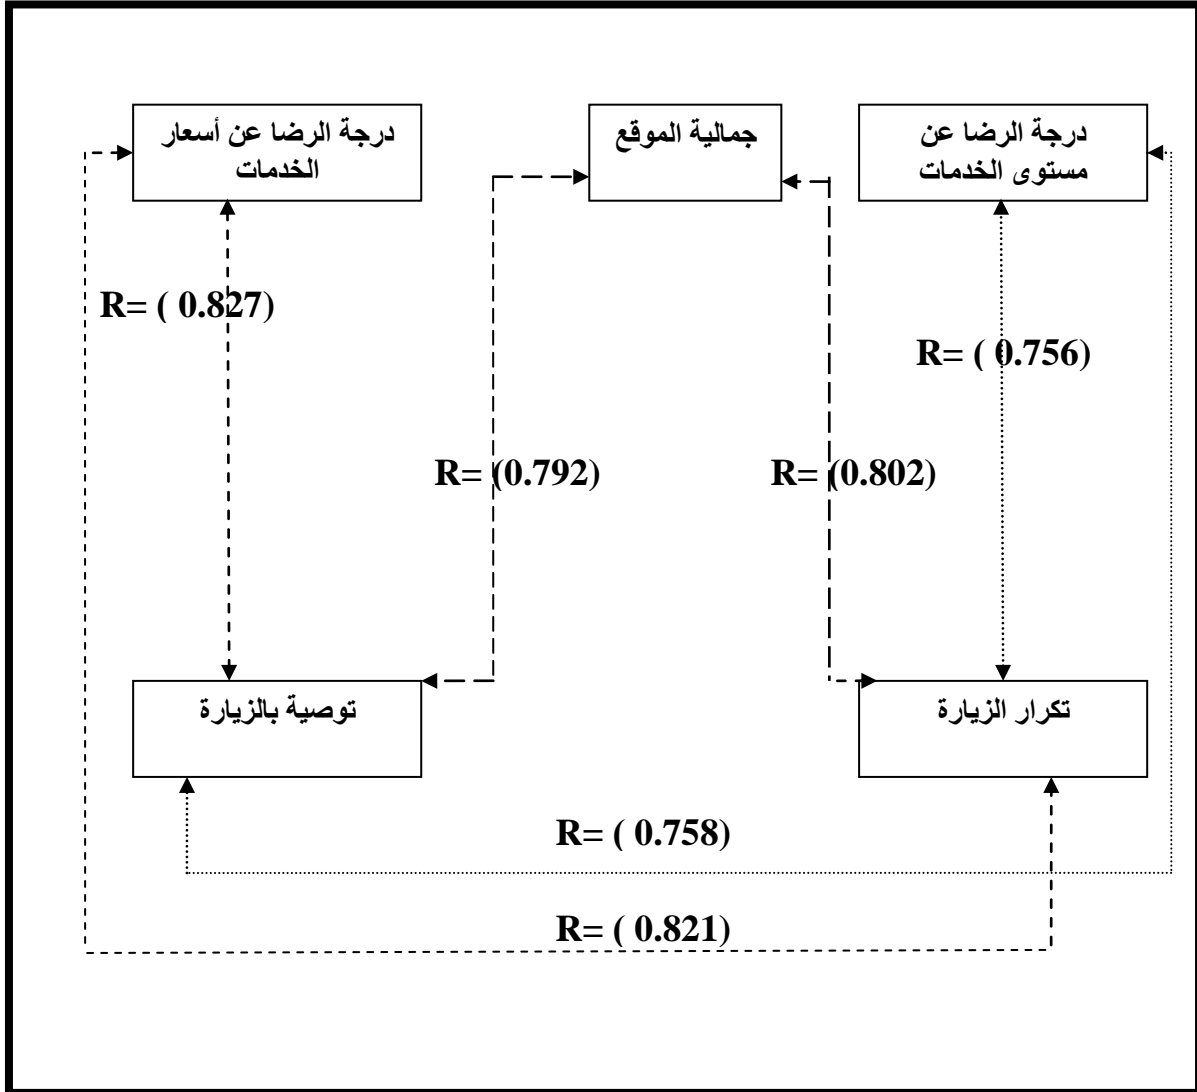 درجة الرضا عن
مستوى الخدمات
جمالية الموقع
درجة الرضا عن أسعار
الخدمات
R= ( 0.827)
R= ( 0.756)
R= (0.792)
R= (0.802)
تكرار الزيارة
توصية بالزيارة
R= ( 0.758)
R= ( 0.821)